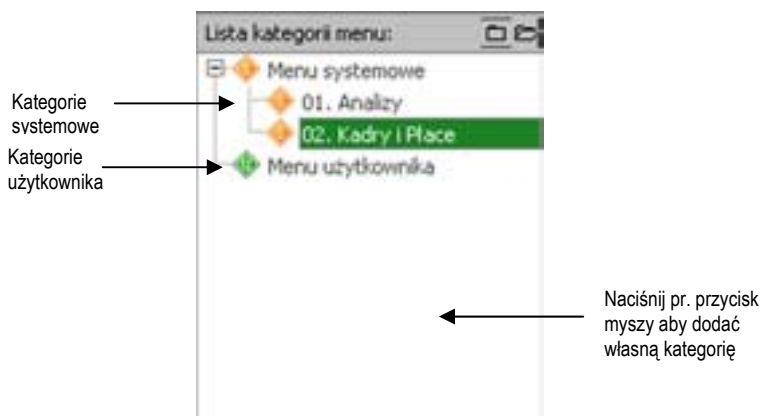 Lista kategorii menu:
Menu systemowe
01. Analizy
02. Kadry i Płace
Menu użytkownika
Kategorie
systemowe
Kategorie
użytkownika
Naciśnij pr. przycisk
myszy aby dodać
własną kategorię